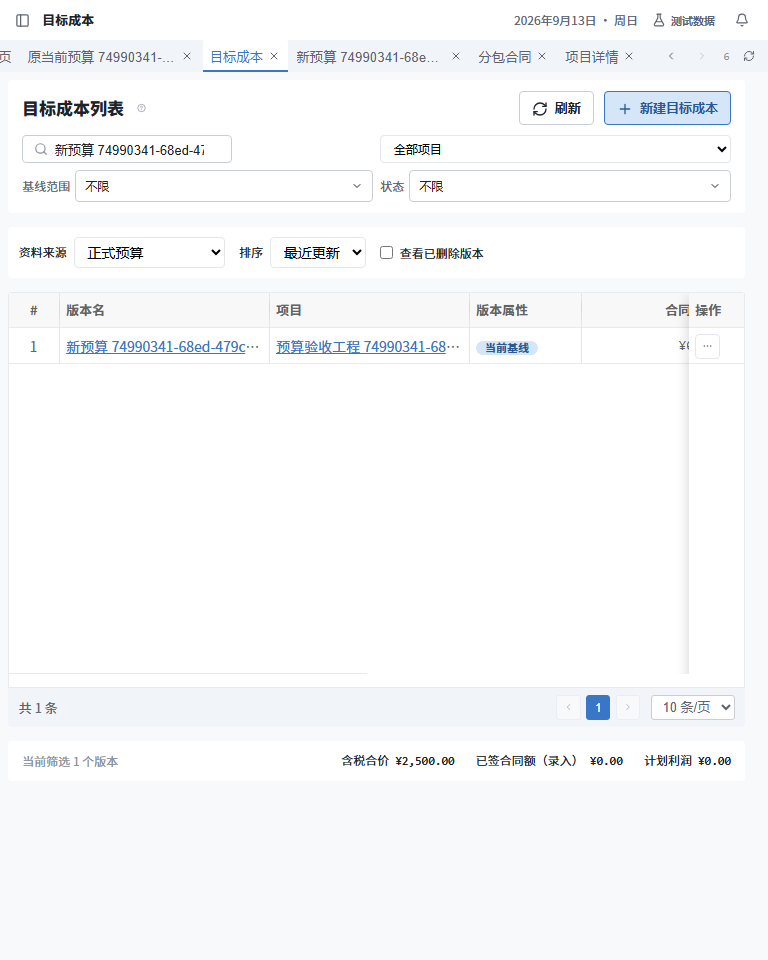 目标成本
2026年9月13日 · 周日 测试数据
页 原当前预算 74990341-... 目标成本 新预算 74990341-68e... 分包合同 项目详情 6
目标成本列表
刷新 新建目标成本
新预算 74990341-68ed-47 全部项目
基线范围 不限 状态 不限
资料来源 正式预算 排序 最近更新 查看已删除版本
# 版本名 项目 版本属性 合同 操作
1 新预算 74990341-68ed-479c··· 预算验收工程 74990341-68··· 当前基线 ¥ ···
共 1 条 1 10 条/页
当前筛选 1 个版本 含税合价 ¥2,500.00 已签合同额（录入） ¥0.00 计划利润 ¥0.00